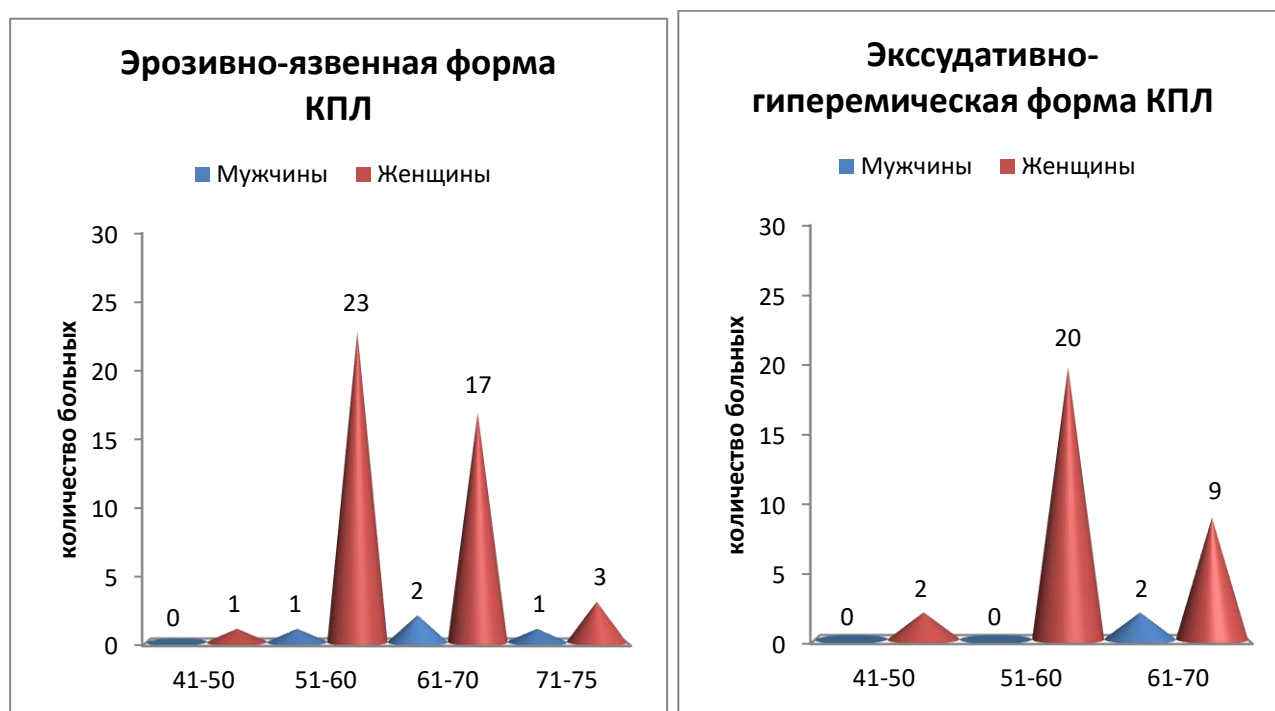 Эрозивно-язвенная форма
КПЛ
Мужчины Женщины
количество больных
30
25
20
15
10
5
0
0 1 1 23 2 17 1 3
41-50 51-60 61-70 71-75
Экссудативно-
гиперемическая форма КПЛ
Мужчины Женщины
количество больных
30
25
20
15
10
5
0
0 2 0 20 2 9
41-50 51-60 61-70